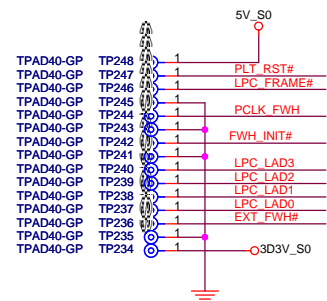 5V_S0
TPAD40-GP TP248 1
TPAD40-GP TP247 1 PLT_RST#
TPAD40-GP TP246 1 LPC_FRAME#
TPAD40-GP TP245 1
TPAD40-GP TP244 1 PCLK_FWH
TPAD40-GP TP243 1
TPAD40-GP TP242 1 FWH_INIT#
TPAD40-GP TP241 1
TPAD40-GP TP240 1 LPC_LAD3
TPAD40-GP TP239 1 LPC_LAD2
TPAD40-GP TP238 1 LPC_LAD1
TPAD40-GP TP237 1 LPC_LAD0
TPAD40-GP TP236 1 EXT_FWH#
TPAD40-GP TP235 1
TPAD40-GP TP234 1 3D3V_S0